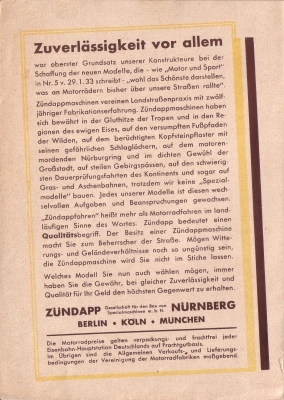 Zuverlässigkeit vor allem
war oberster Grundsatz unserer Konstrukteure bei der
Schaffung der neuen Modelle, die - wie „Motor und Sport"
in Nr. 5 v. 29.1.33 schreibt - „wohl das Schönste darstellen,
was an Motorrädern bisher über unsere Straßen rollte".
Zündappmaschinen vereinen Landstraßenpraxis mit zwölf-
jähriger Fabrikationserfahrung. Zündappmaschinen haben
sich bewährt in der Gluthitze der Tropen und in den Re-
gionen des ewigen Eises, auf den versumpften Fußpfaden
der Wilden, auf dem berüchtigten Kopfsteinpflaster mit
seinen gefährlichen Schlaglöchern, auf dem motoren-
mordenden Nürburgring und im dichten Gewühl der
Großstadt, auf steilen Gebirgspässen, auf den schwierig-
sten Dauerprüfungsfahrten des Kontinents und sogar auf
Gras- und Aschenbahnen, trotzdem wir keine „Spezial-
modelle" bauen. Jedes unserer Modelle ist diesen wech-
selvollen Aufgaben und Beanspruchungen gewachsen.
„Zündappfahren" heißt mehr als Motorradfahren im land-
läufigen Sinne des Wortes. Zündapp bedeutet einen
Qualitätsbegriff. Der Besitz einer Zündappmaschine
macht Sie zum Beherrscher der Straße. Mögen Witte-
rungs- und Geländeverhältnisse noch so ungünstig sein,
die Zündappmaschine wird Sie nicht im Stiche lassen.
Welches Modell Sie nun auch wählen mögen, immer
haben Sie die Gewähr, bei gleicher Zuverlässigkeit und
Qualität für Ihr Geld den höchsten Gegenwert zu erhalten.
ZÜNDAPP Gesellschaft für den Bau von Spezialmaschinen m. b. H. NÜRNBERG
BERLIN • KÖLN • MÜNCHEN
Die Motorradpreise gelten verpackungs- und frachtfrei jeder
Eisenbahn-Hauptstation Deutschlands auf Frachtgutbasis.
Im Übrigen sind die Allgemeinen Verkaufs- und Lieferungs-
bedingungen der Vereinigung der Motorradfabriken maßgebend.